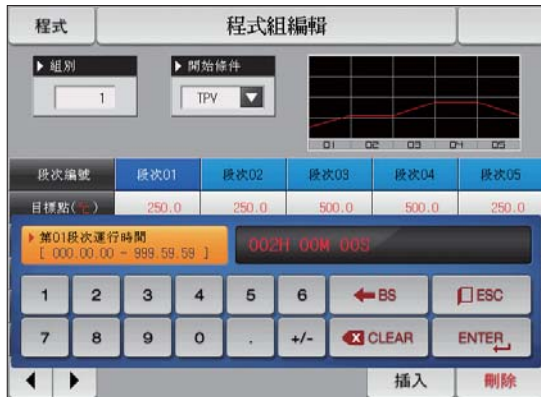 程式
程式組編輯
▶ 組別
▶ 開始條件
1
TPV
01 02 03 04 05
段次編號 段次01 段次02 段次03 段次04 段次05
目標點(℃) 250.0 250.0 500.0 500.0 250.0
▶ 第01段次運行時間
[ 000.00.00 - 999.59.59 ]
002H 00M 00S
1 2 3 4 5 6 BS ESC
7 8 9 0 . +/- CLEAR ENTER
插入 刪除